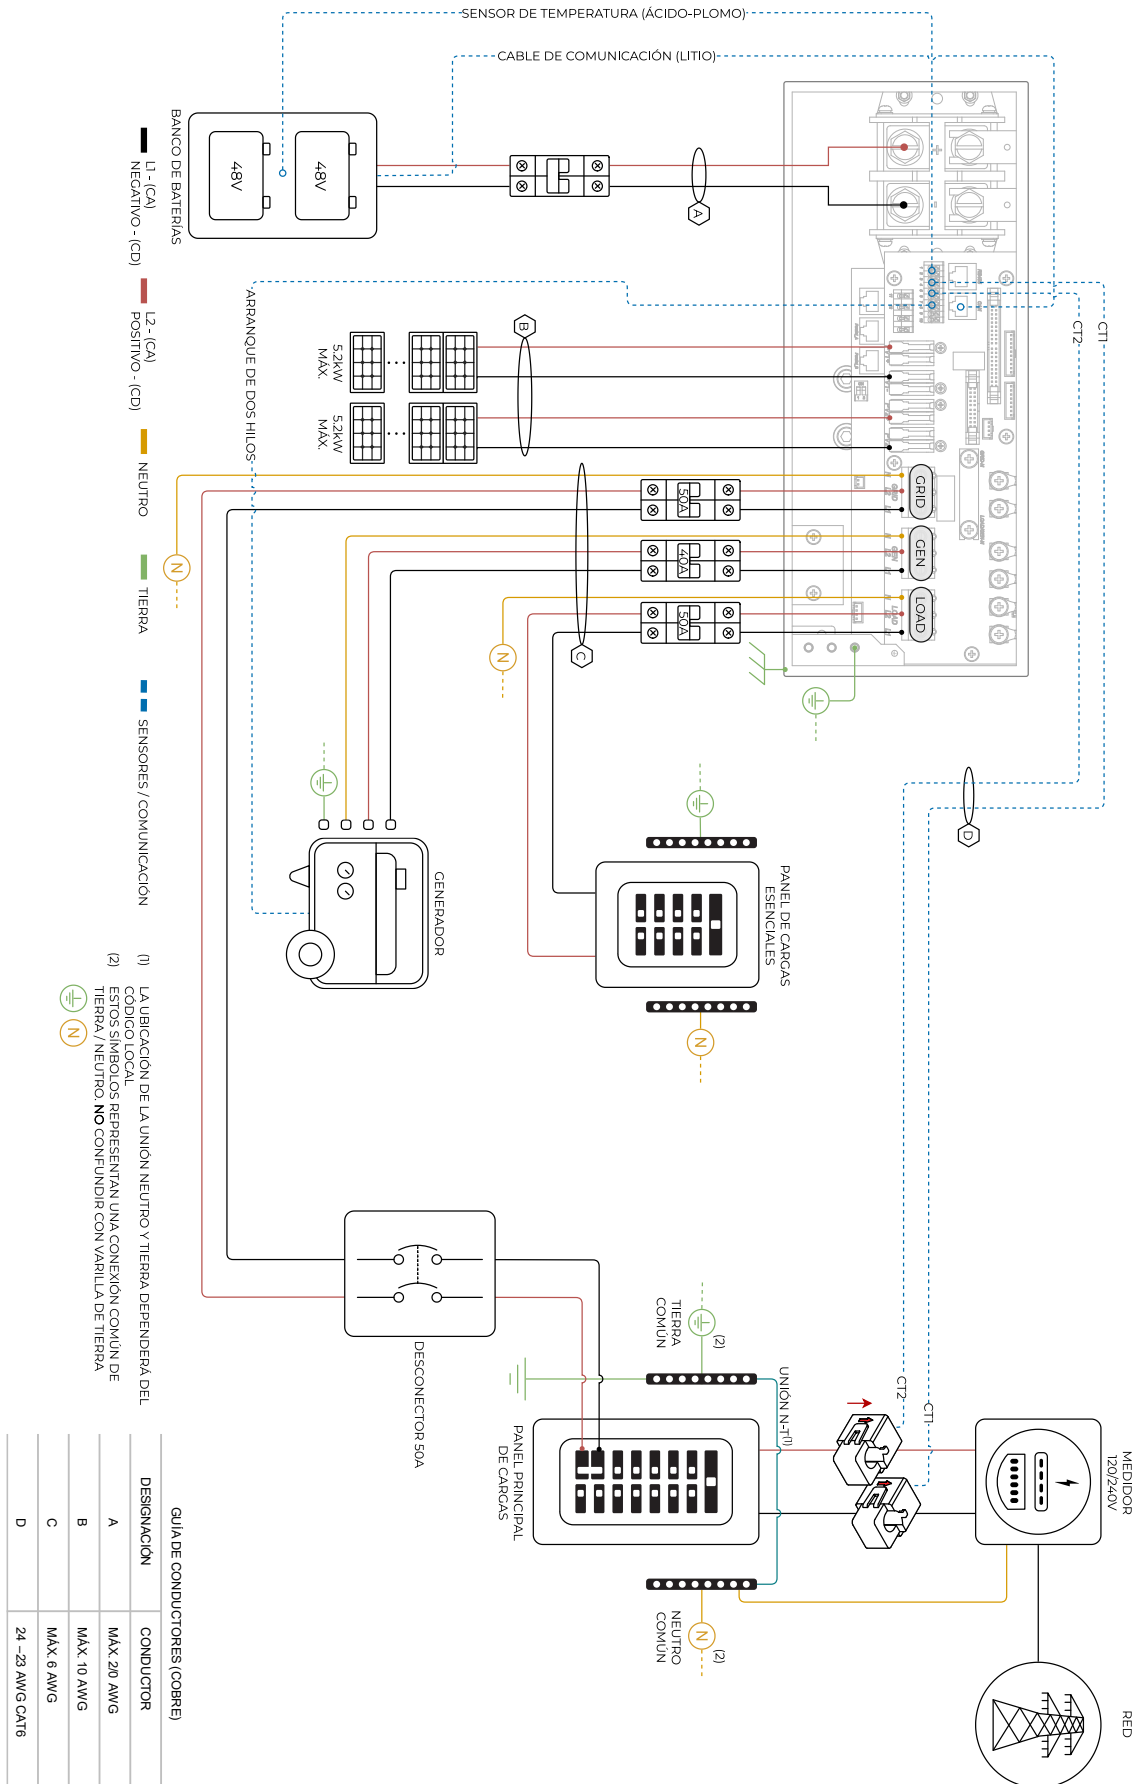 SENSOR DE TEMPERATURA (ÁCIDO-PLOMO)
CABLE DE COMUNICACIÓN (LITIO)
BANCO DE BATERÍAS
48V
48V
A
L1 - (CA)
NEGATIVO - (CD)
L2 - (CA)
POSITIVO - (CD)
NEUTRO
TIERRA
SENSORES / COMUNICACIÓN
ARRANQUE DE DOS HILOS
5.2kW
MÁX.
5.2kW
MÁX.
B
CT1
CT2
GRID
GEN
LOAD
50A
40A
50A
C
N
N
D
GENERADOR
PANEL DE CARGAS
ESENCIALES
N
(1) LA UBICACIÓN DE LA UNIÓN NEUTRO Y TIERRA DEPENDERÁ DEL
CÓDIGO LOCAL
(2) ESTOS SÍMBOLOS REPRESENTAN UNA CONEXIÓN COMÚN DE
TIERRA / NEUTRO. NO CONFUNDIR CON VARILLA DE TIERRA
N
DESCONECTOR 50A
TIERRA
COMÚN
(2)
UNIÓN N-T(1)
CT2
CT1
PANEL PRINCIPAL
DE CARGAS
MEDIDOR
120/240V
NEUTRO
COMÚN
N
(2)
RED
GUÍA DE CONDUCTORES (COBRE)
DESIGNACIÓN CONDUCTOR
A MÁX. 2/0 AWG
B MÁX. 10 AWG
C MÁX. 6 AWG
D 24 –23 AWG CAT6